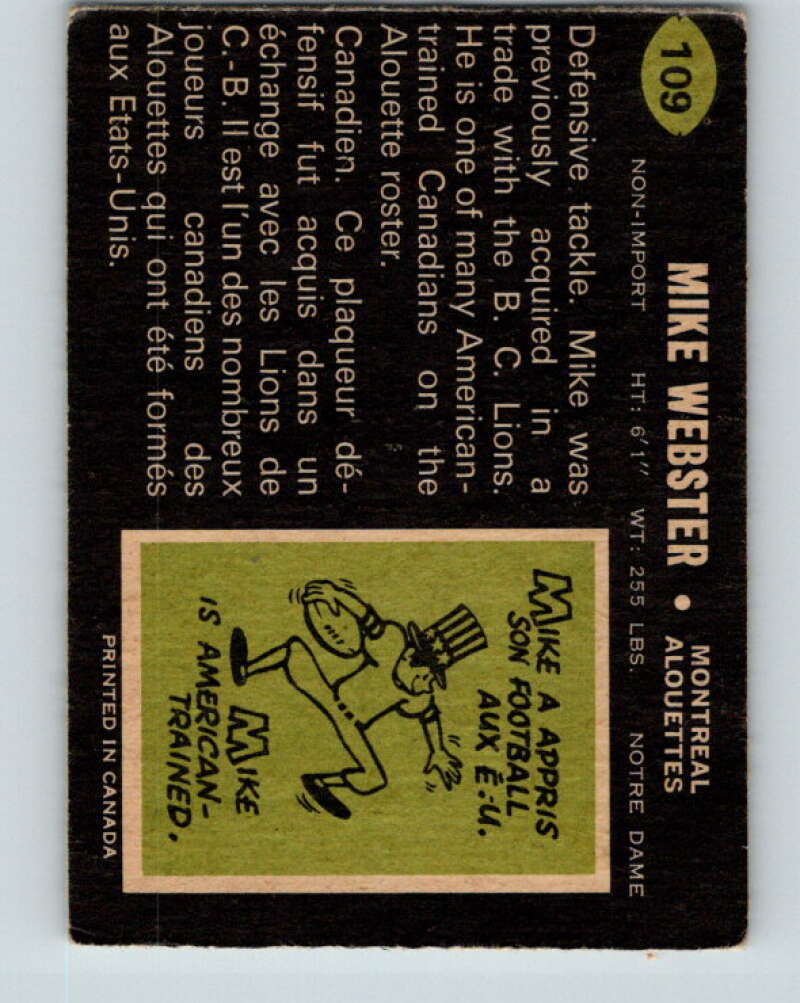 109
MIKE WEBSTER • MONTREAL
ALOUETTES
NON-IMPORT HT: 6'1" WT: 255 LBS. NOTRE DAME
Defensive tackle. Mike was
previously acquired in a
trade with the B. C. Lions.
He is one of many American-
trained Canadians on the
Alouette roster.
Canadien. Ce plaqueur dé-
fensif fut acquis dans un
échange avec les Lions de
C.-B. Il est l'un des nombreux
joueurs canadiens des
Alouettes qui ont été formés
aux Etats-Unis.
MIKE A APPRIS
SON FOOTBALL
AUX É.-U.
MIKE
IS AMERICAN-
TRAINED.
PRINTED IN CANADA